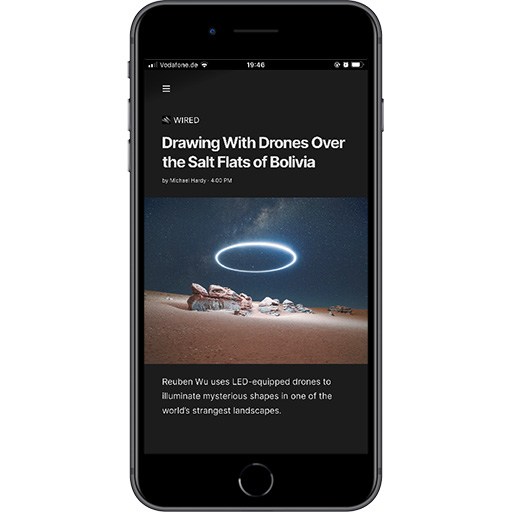 Vodafone.de
19:46
WIRED
Drawing With Drones Over
the Salt Flats of Bolivia
by Michael Hardy · 4:00 PM
Reuben Wu uses LED-equipped drones to
illuminate mysterious shapes in one of the
world's strangest landscapes.